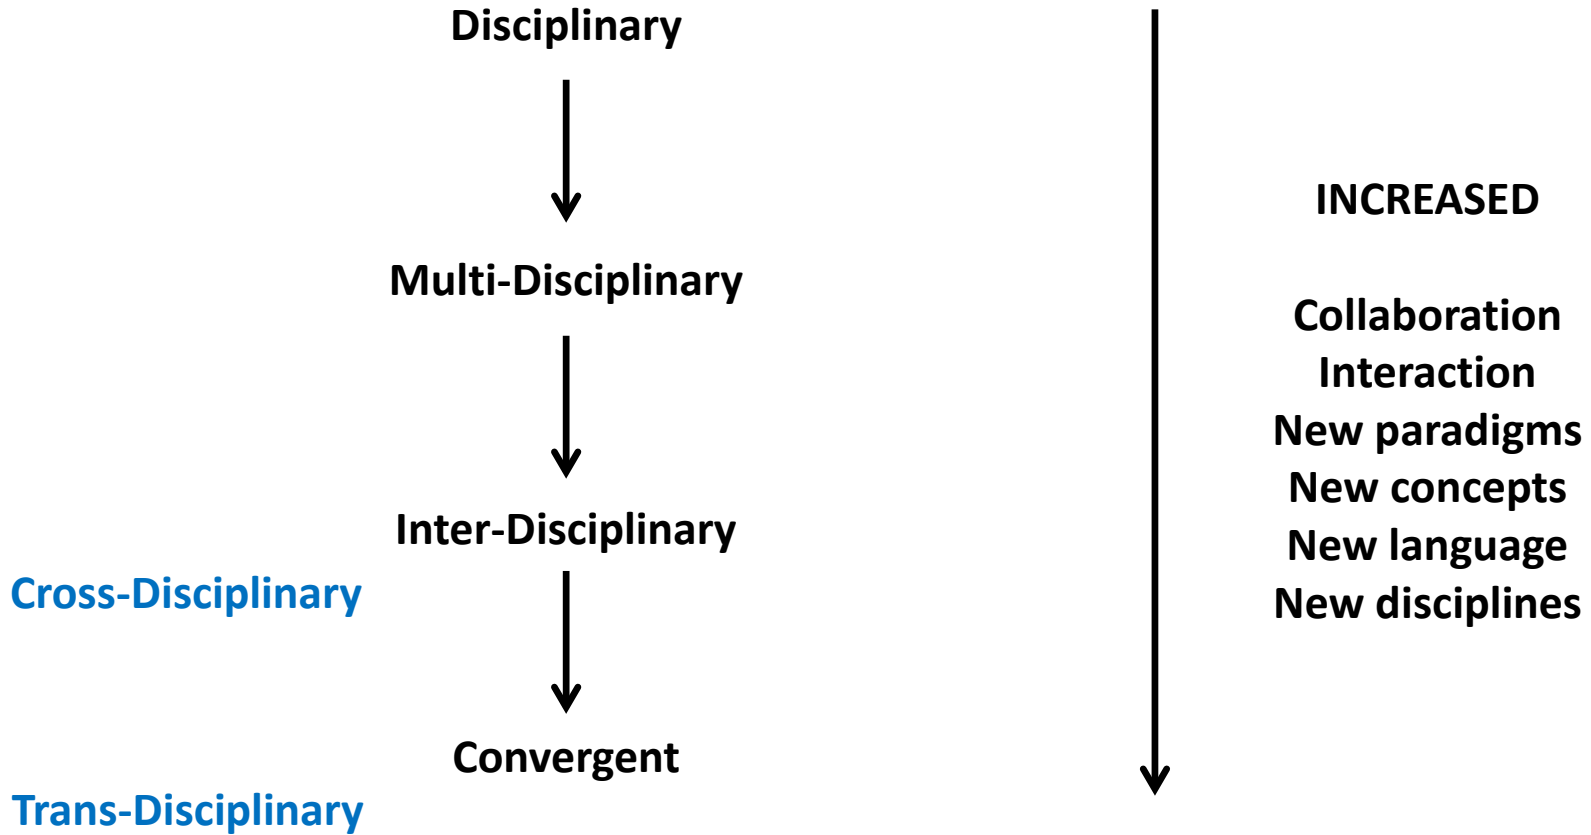 Disciplinary
Multi-Disciplinary
Inter-Disciplinary
Cross-Disciplinary
Convergent
Trans-Disciplinary
INCREASED
Collaboration
Interaction
New paradigms
New concepts
New language
New disciplines